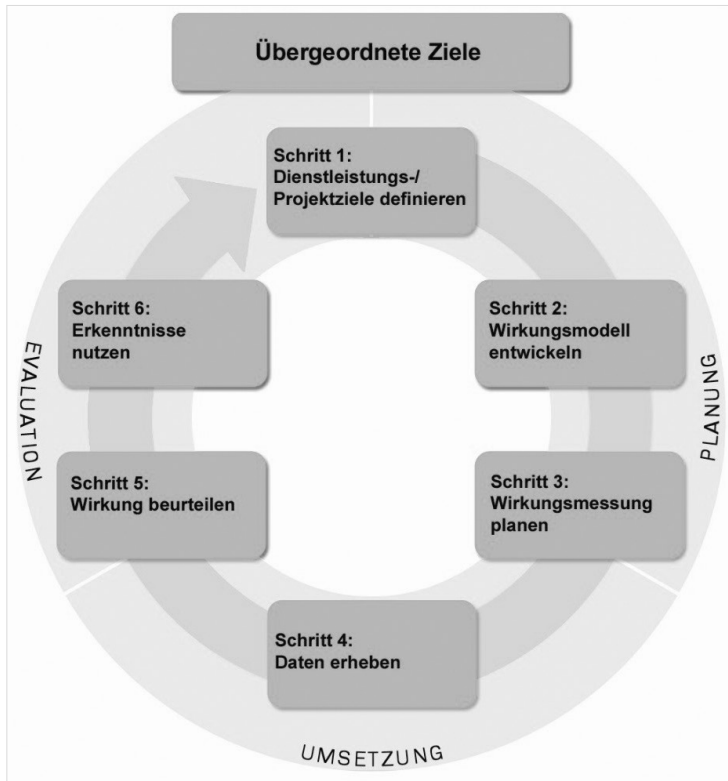 Übergeordnete Ziele
Schritt 1:
Dienstleistungs-/
Projektziele definieren
Schritt 2:
Wirkungsmodell
entwickeln
Schritt 3:
Wirkungsmessung
planen
Schritt 4:
Daten erheben
Schritt 5:
Wirkung beurteilen
Schritt 6:
Erkenntnisse
nutzen
PLANUNG
UMSETZUNG
EVALUATION